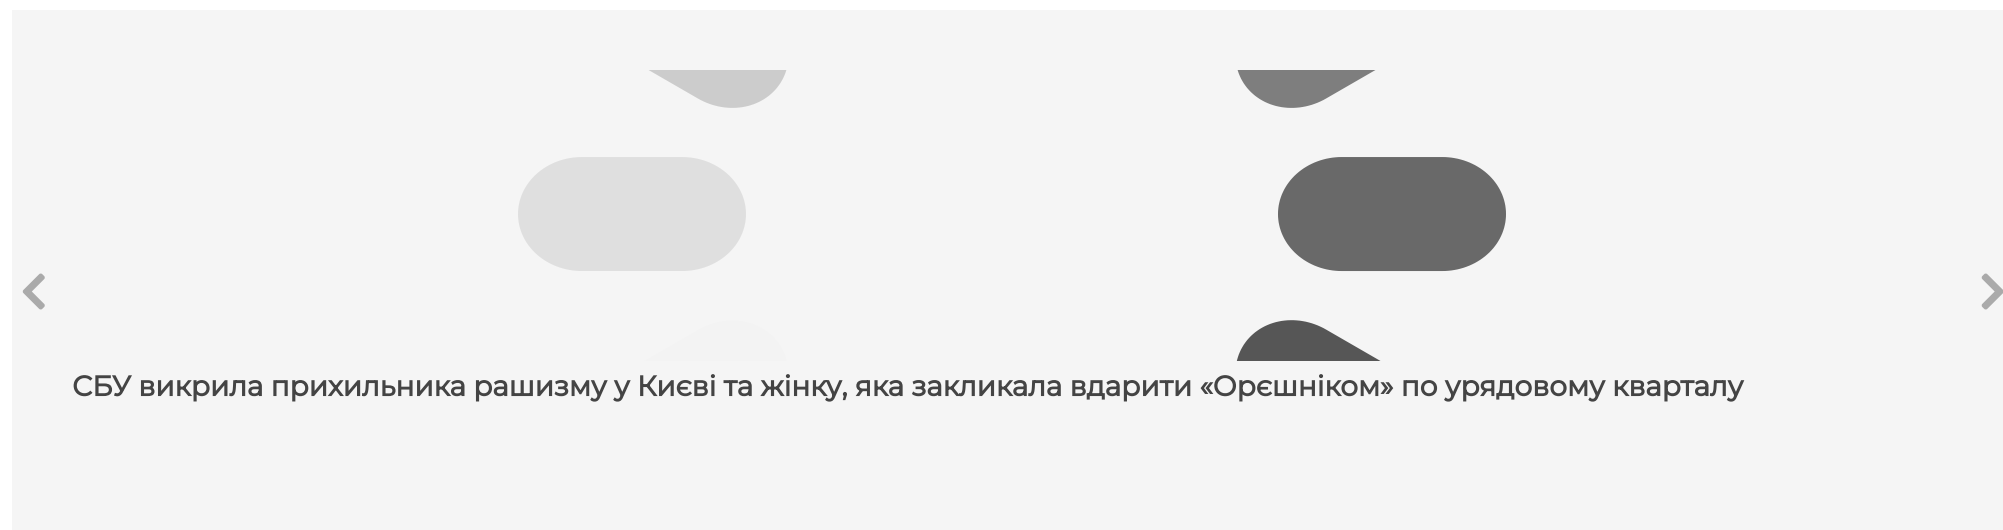 СБУ викрила прихильника рашизму у Києві та жінку, яка закликала вдарити «Орєшніком» по урядовому кварталу